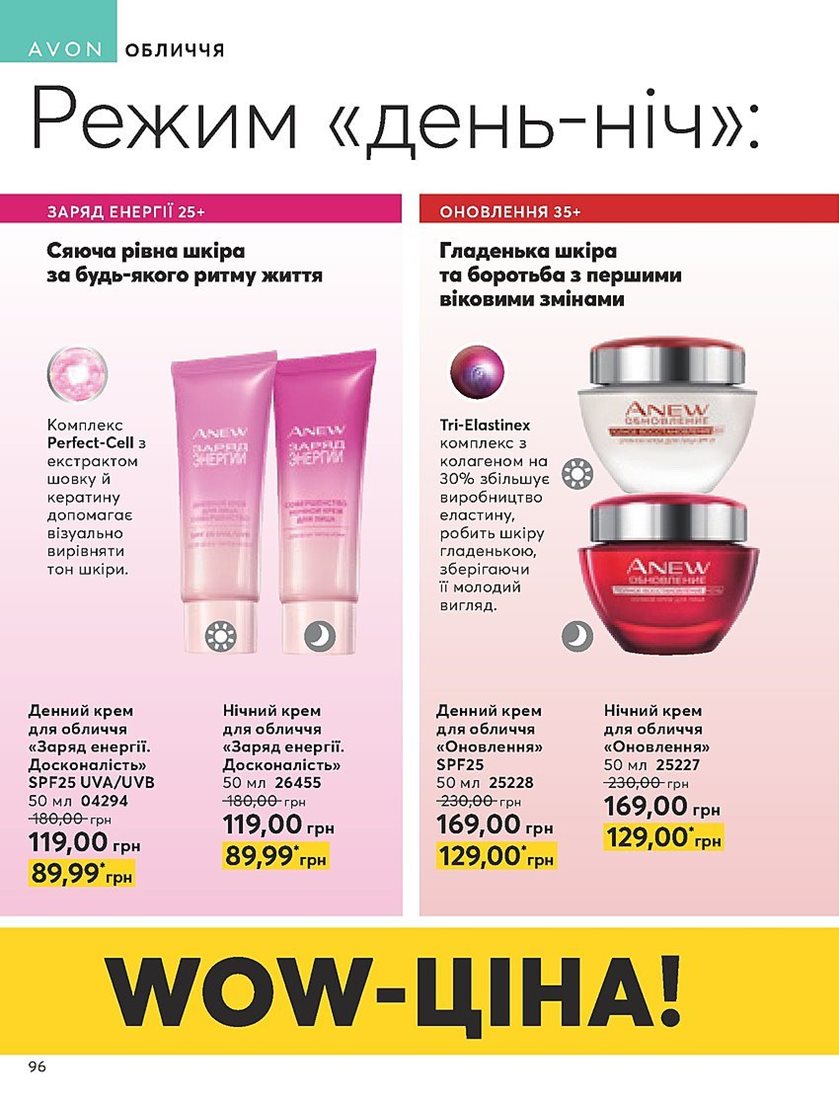 AVON ОБЛИЧЧЯ
Режим «день-ніч»:
ЗАРЯД ЕНЕРГІЇ 25+
Сяюча рівна шкіра
за будь-якого ритму життя
Комплекс
Perfect-Cell з
екстрактом
шовку й
кератину
допомагає
візуально
вирівняти
тон шкіри.
ANEW
ЗАРЯД
ЭНЕРГИИ
ANEW
ЗАРЯД
ЭНЕРГИИ
СОВЕРШЕНСТВО
НОЧНОЙ КРЕМ
ДЛЯ ЛИЦА
Денний крем
для обличчя
«Заряд енергії.
Досконалість»
SPF25 UVA/UVB
50 мл 04294
180,00 грн
119,00 грн
89,99* грн
Нічний крем
для обличчя
«Заряд енергії.
Досконалість»
50 мл 26455
180,00 грн
119,00 грн
89,99* грн
ОНОВЛЕННЯ 35+
Гладенька шкіра
та боротьба з першими
віковими змінами
Tri-Elastinex
комплекс з
колагеном на
30% збільшує
виробництво
еластину,
робить шкіру
гладенькою,
зберігаючи
її молодий
вигляд.
ANEW
ОБНОВЛЕНИЕ
ANEW
ОБНОВЛЕНИЕ
Денний крем
для обличчя
«Оновлення»
SPF25
50 мл 25228
230,00 грн
169,00 грн
129,00* грн
Нічний крем
для обличчя
«Оновлення»
50 мл 25227
230,00 грн
169,00 грн
129,00* грн
WOW-ЦІНА!
96